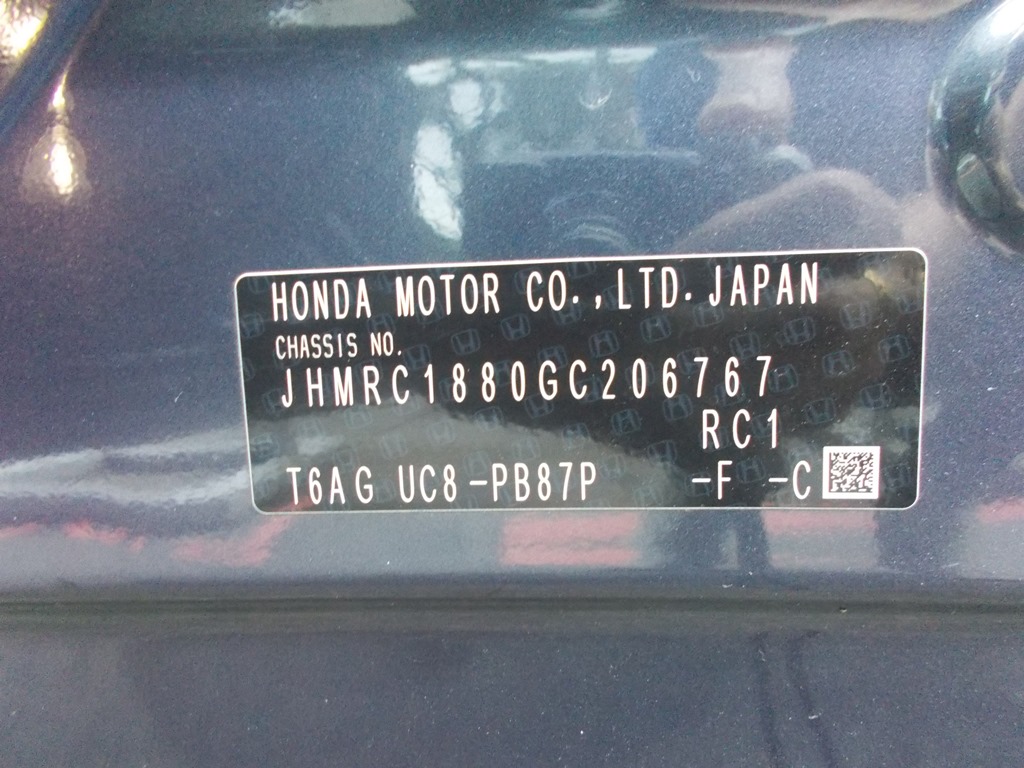 HONDA MOTOR CO.,LTD. JAPAN
CHASSIS NO.
JHMRC1880GC206767
RC1
T6AG UC8-PB87P -F -C